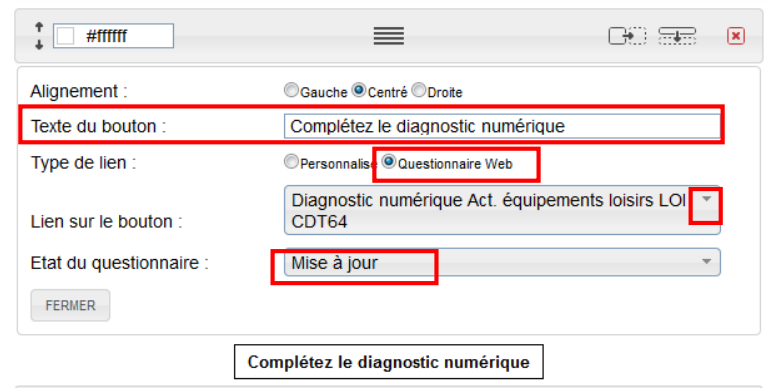 #ffffff
Alignement : Gauche Centré Droite
Texte du bouton : Complétez le diagnostic numérique
Type de lien : Personnalisé Questionnaire Web
Lien sur le bouton : Diagnostic numérique Act. équipements loisirs LOI
CDT64
Etat du questionnaire : Mise à jour
FERMER
Complétez le diagnostic numérique